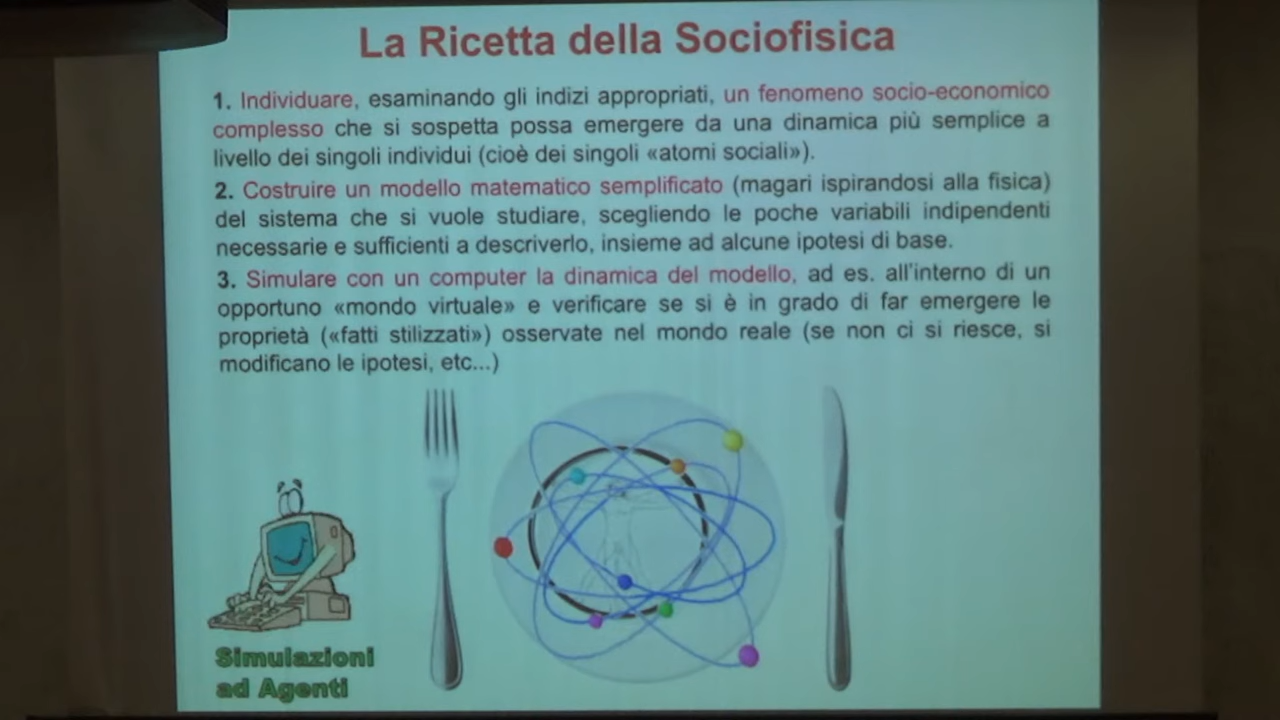 La Ricetta della Sociofisica
1. Individuare, esaminando gli indizi appropriati, un fenomeno socio-economico
complesso che si sospetta possa emergere da una dinamica più semplice a
livello dei singoli individui (cioè dei singoli «atomi sociali»).
2. Costruire un modello matematico semplificato (magari ispirandosi alla fisica)
del sistema che si vuole studiare, scegliendo le poche variabili indipendenti
necessarie e sufficienti a descriverlo, insieme ad alcune ipotesi di base.
3. Simulare con un computer la dinamica del modello, ad es. all'interno di un
opportuno «mondo virtuale» e verificare se si è in grado di far emergere le
proprietà («fatti stilizzati») osservate nel mondo reale (se non ci si riesce, si
modificano le ipotesi, etc...)
Simulazioni
ad Agenti